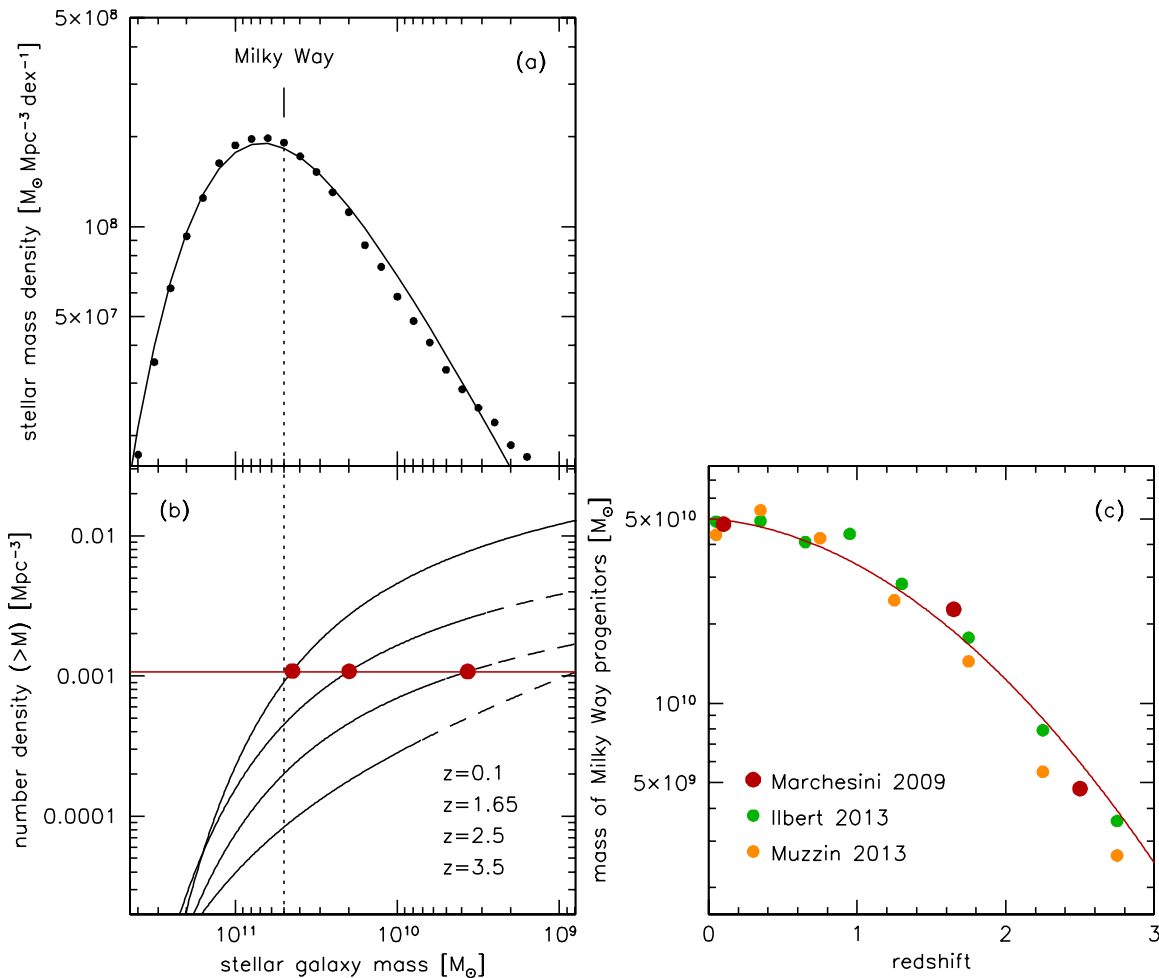 5×10⁸
Milky Way
(a)
10⁸
5×10⁷
stellar mass density [M⊙ Mpc⁻³ dex⁻¹]
(b)
0.01
0.001
0.0001
number density (>M) [Mpc⁻³]
z=0.1
z=1.65
z=2.5
z=3.5
10¹¹
10¹⁰
10⁹
stellar galaxy mass [M⊙]
(c)
5×10¹⁰
10¹⁰
5×10⁹
mass of Milky Way progenitors [M⊙]
Marchesini 2009
Ilbert 2013
Muzzin 2013
0
1
2
3
redshift